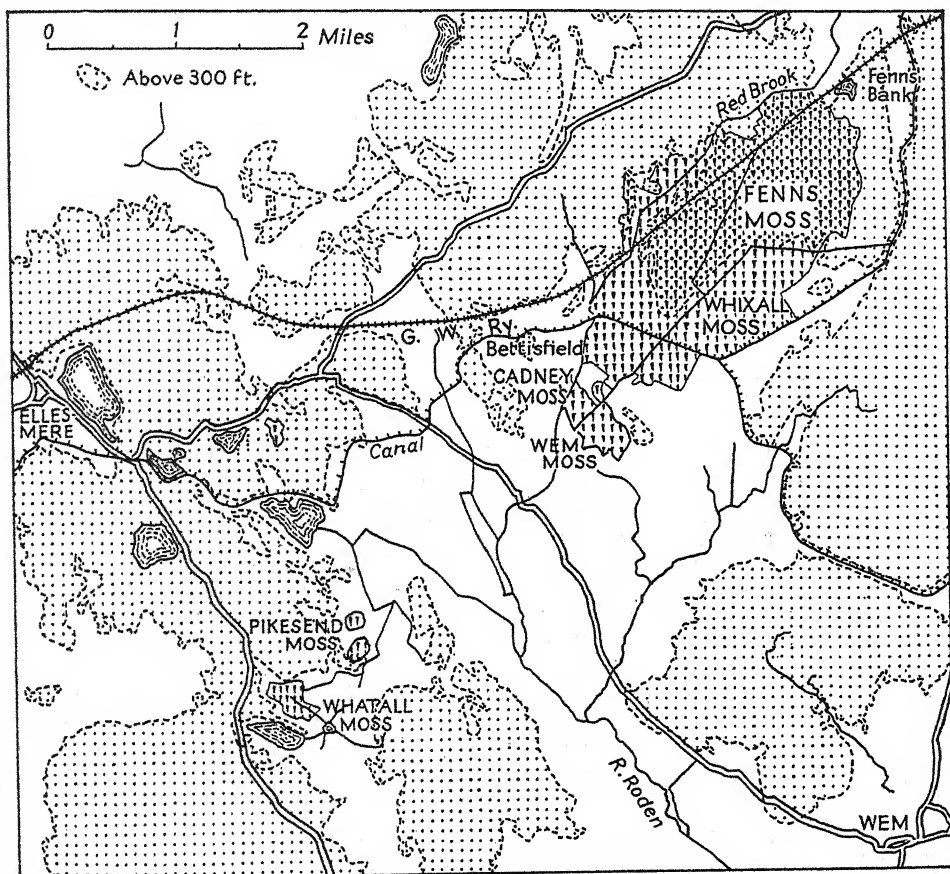 0 1 2 Miles
Above 300 ft.
Red Brook
Fenns
Bank
FENN'S
MOSS
WHIXALL
MOSS
G. W. Ry
Bettisfield
CADNEY
MOSS
ELLES
MERE
WEM
MOSS
Canal
PIKESEND
MOSS
WHATALL
MOSS
R. Roden
WEM